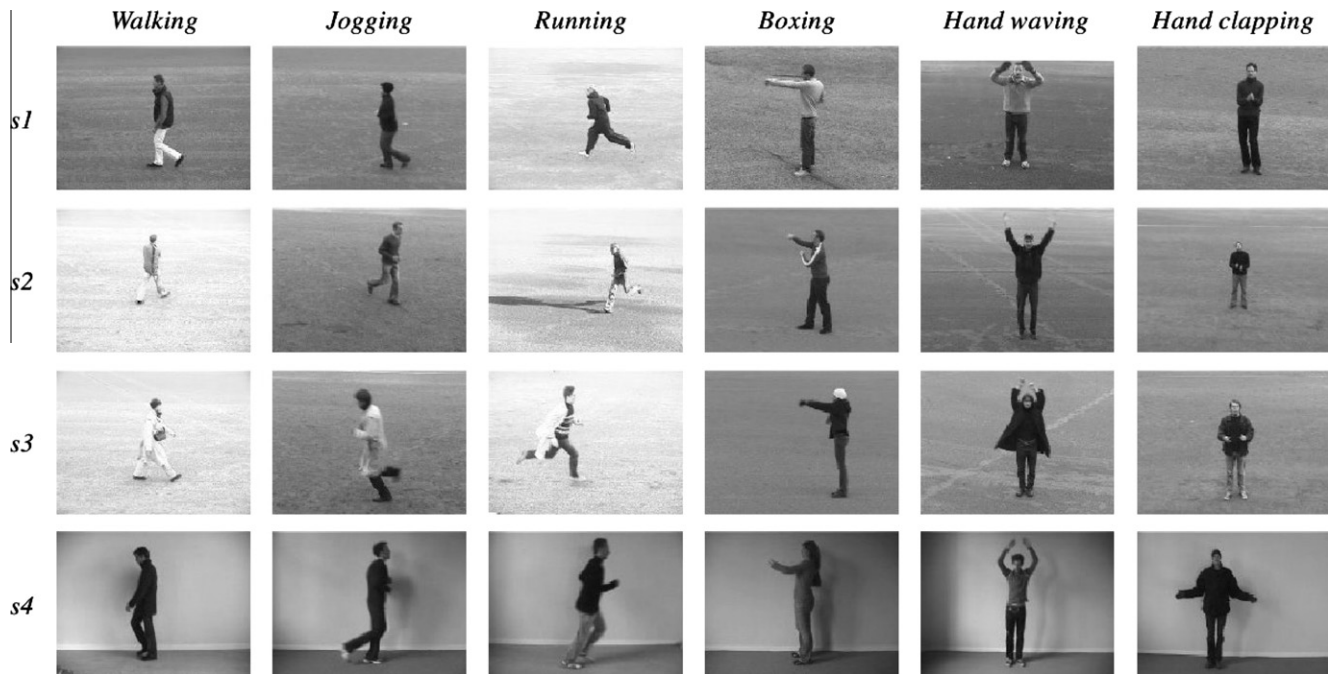 Walking Jogging Running Boxing Hand waving Hand clapping
s1
s2
s3
s4